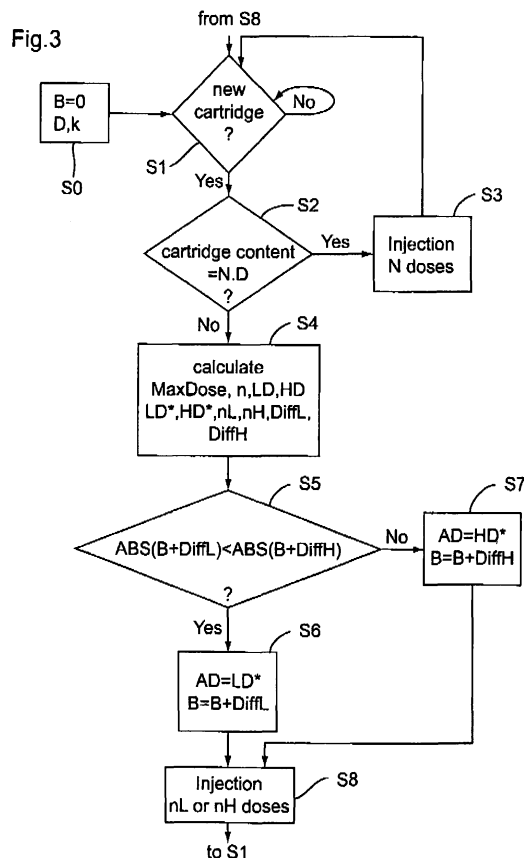 Fig.3
from S8
B=0
D,k
S0
new
cartridge
?
No
S1
Yes
S2
cartridge content
=N.D
?
Yes
S3
Injection
N doses
No
S4
calculate
MaxDose, n,LD,HD
LD*,HD*,nL,nH,DiffL,
DiffH
S5
ABS(B+DiffL)<ABS(B+DiffH)
?
No
S7
AD=HD*
B=B+DiffH
Yes
S6
AD=LD*
B=B+DiffL
Injection
nL or nH doses
S8
to S1